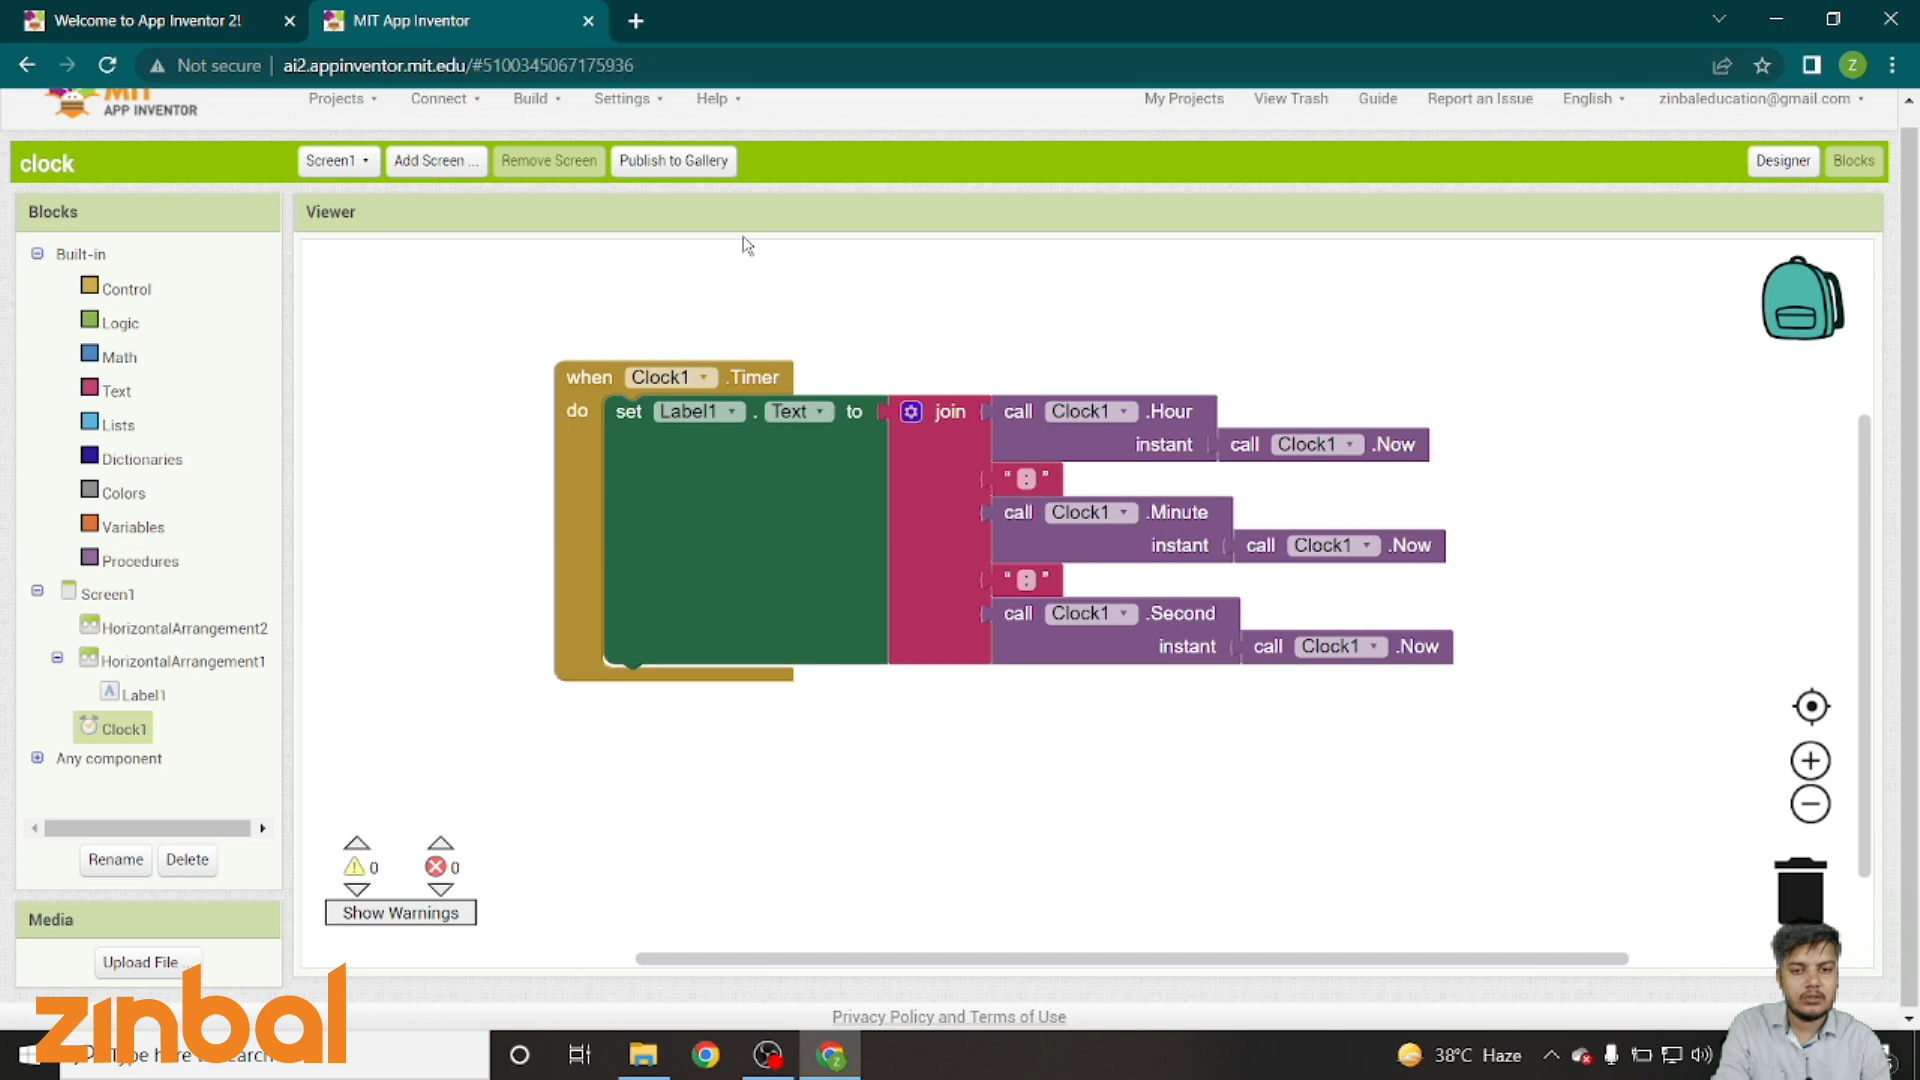 Welcome to App Inventor 2!
MIT App Inventor
Not secure
ai2.appinventor.mit.edu/#5100345067175936
Z
MIT
APP INVENTOR
Projects
Connect
Build
Settings
Help
My Projects
View Trash
Guide
Report an Issue
English
zinbaleducation@gmail.com
clock
Screen1
Add Screen ...
Remove Screen
Publish to Gallery
Designer
Blocks
Blocks
Viewer
Built-in
Control
Logic
Math
Text
Lists
Dictionaries
Colors
Variables
Procedures
Screen1
HorizontalArrangement2
HorizontalArrangement1
A Label1
Clock1
Any component
Rename
Delete
Media
Upload File
when Clock1 .Timer
do set Label1 . Text to join call Clock1 .Hour
instant call Clock1 .Now
" : "
call Clock1 .Minute
instant call Clock1 .Now
" : "
call Clock1 .Second
instant call Clock1 .Now
0
0
Show Warnings
Privacy Policy and Terms of Use
zinbal
Type here to search
Z
38°C Haze